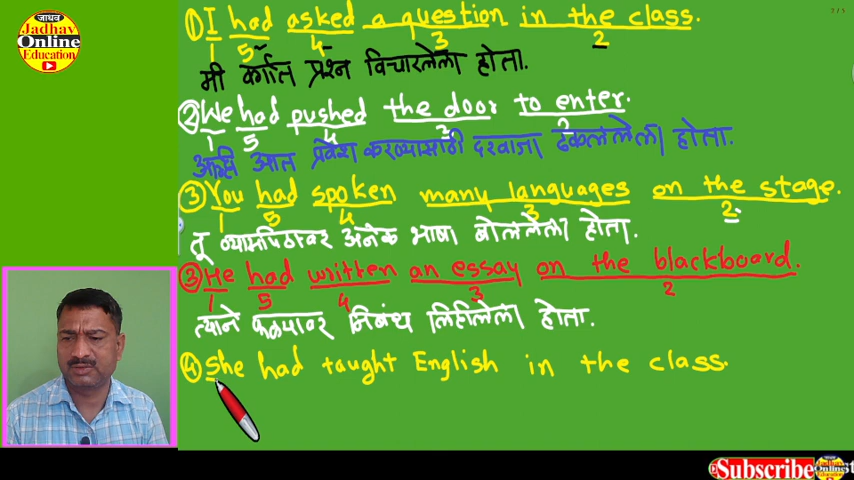 जाधव
Jadhav
Online
Education
2/3
① I had asked a question in the class.
1 5 4 3 2
मी वर्गात प्रश्न विचारलेला होता.
② We had pushed the door to enter.
1 5 4 3 2
आम्ही आत प्रवेश करण्यासाठी दरवाजा ढकललेला होता.
③ You had spoken many languages on the stage.
1 5 4 3 2
तू व्यासपिठावर अनेक भाषा बोललेला होता.
③ He had written an essay on the blackboard.
1 5 4 3 2
त्याने फळ्यावर निबंध लिहीलेला होता.
④ She had taught English in the class.
Subscribe